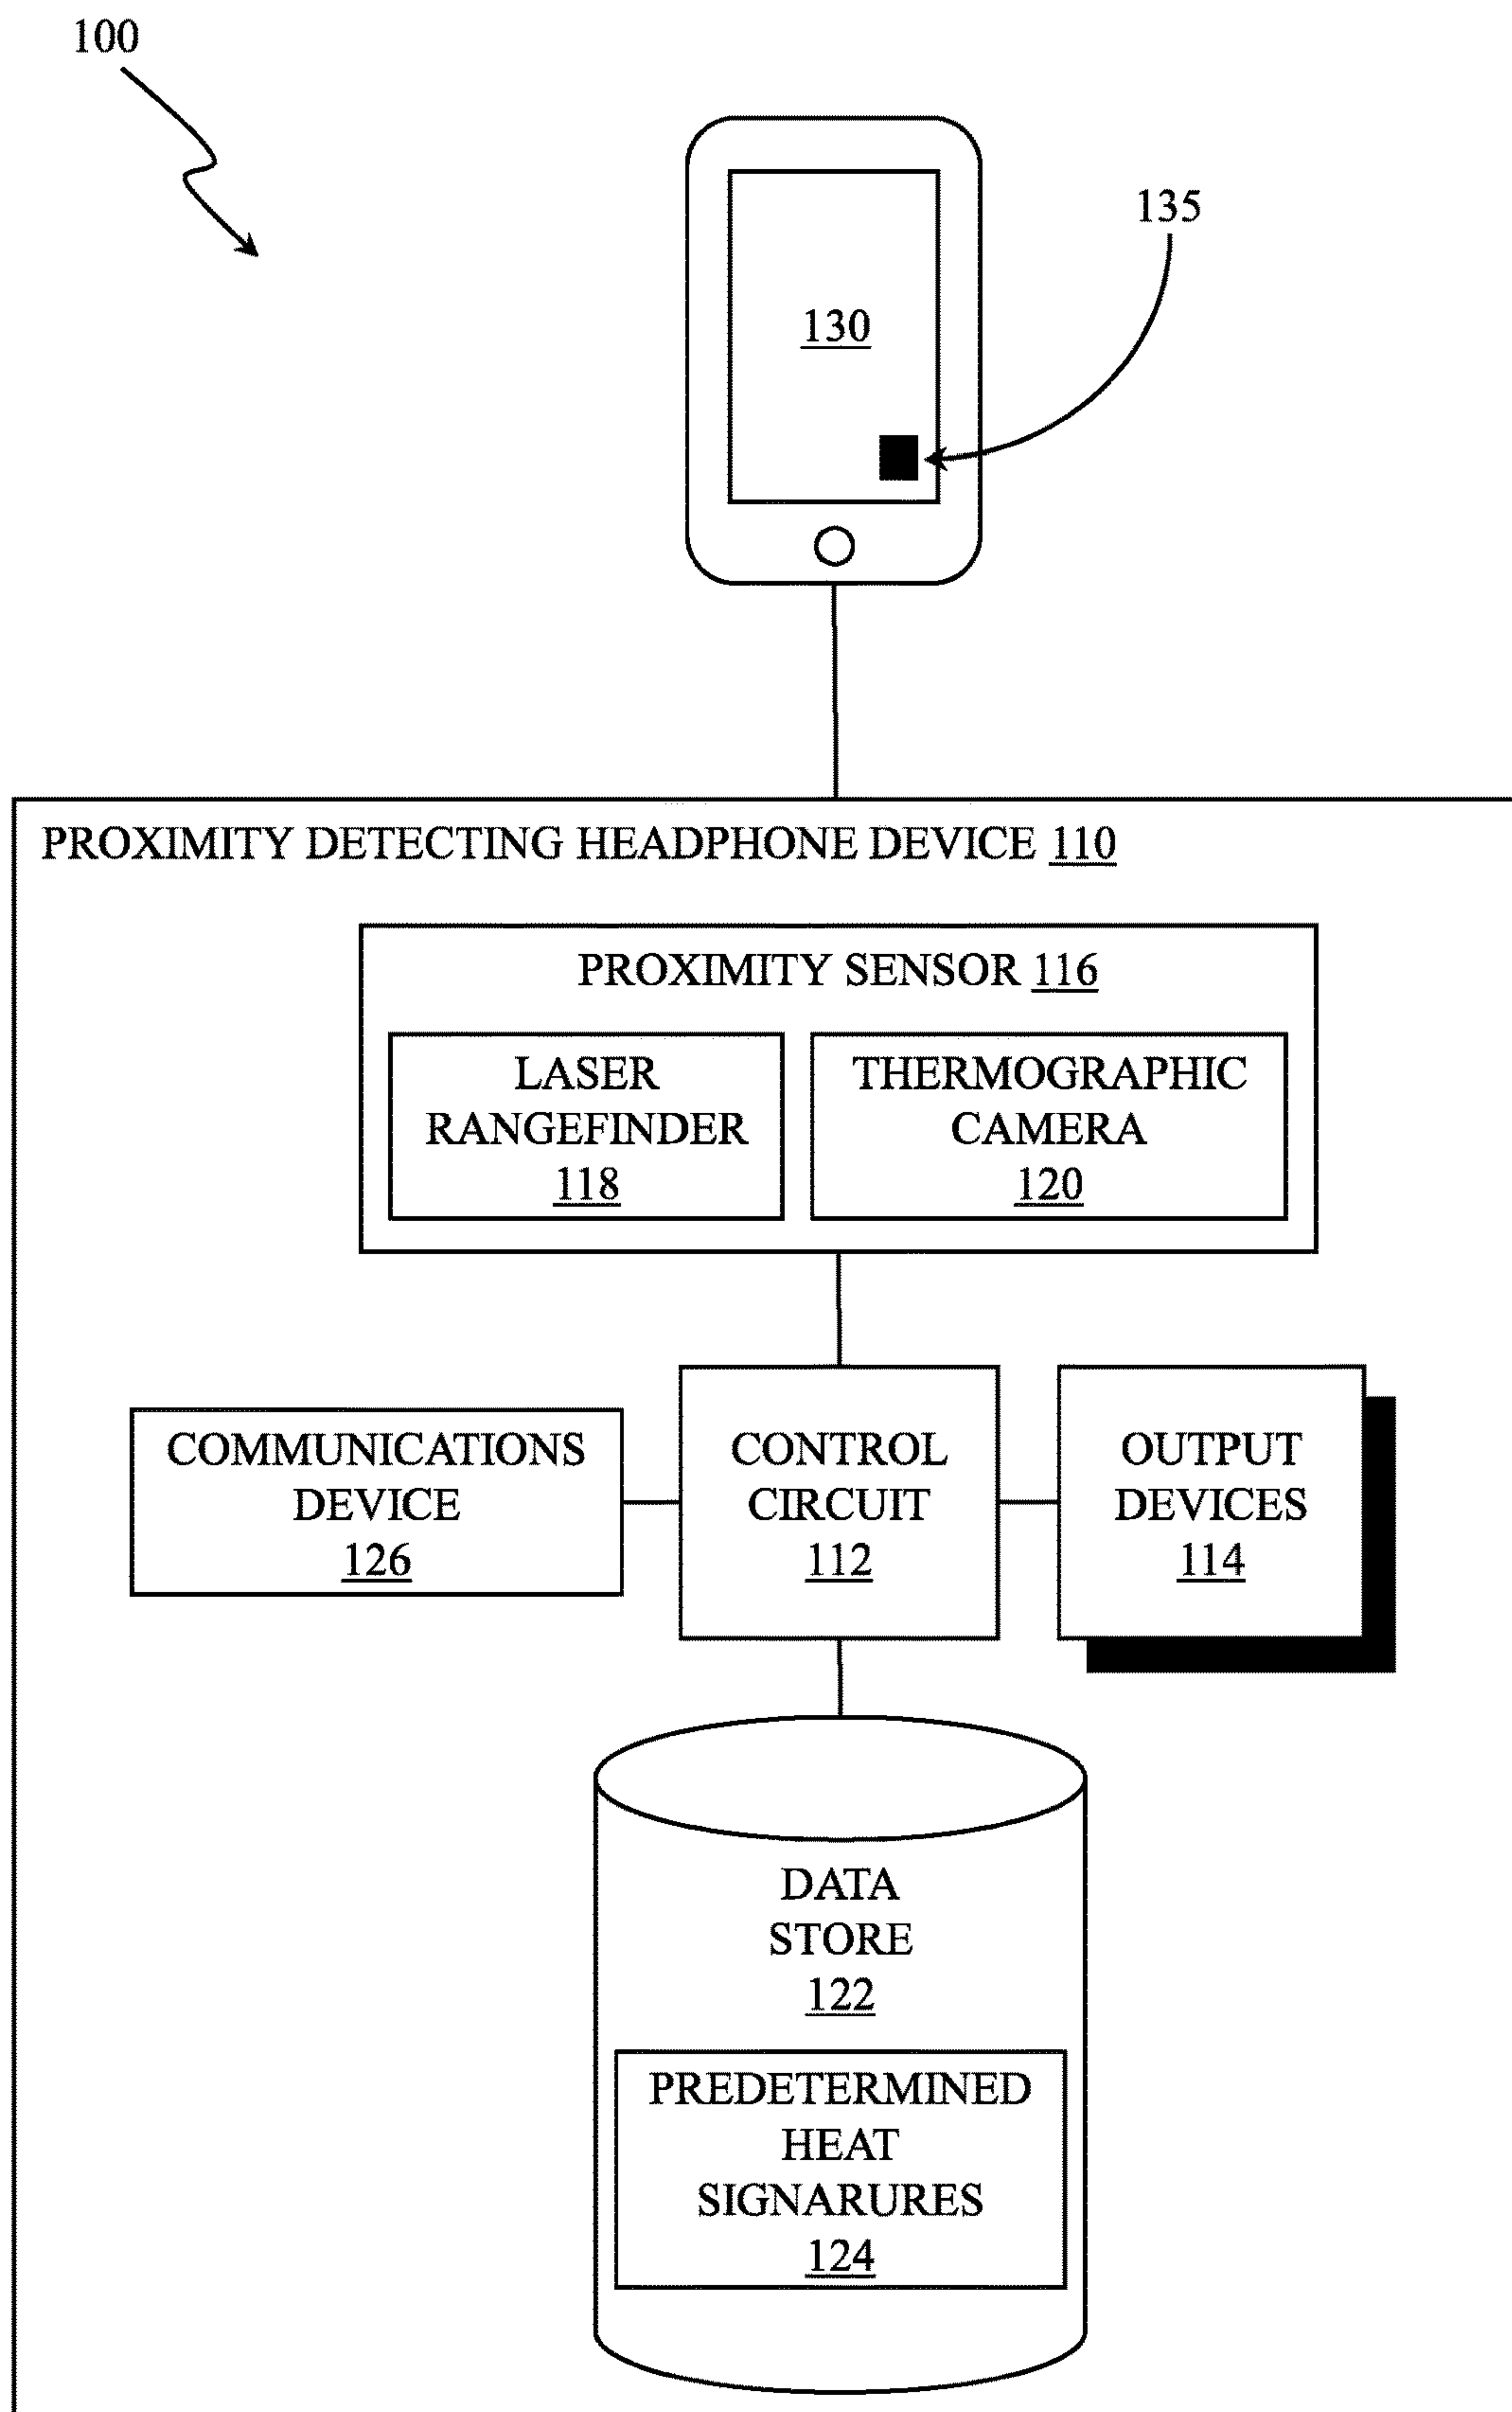 100
135
130
PROXIMITY DETECTING HEADPHONE DEVICE 110
PROXIMITY SENSOR 116
LASER
RANGEFINDER
118
THERMOGRAPHIC
CAMERA
120
COMMUNICATIONS
DEVICE
126
CONTROL
CIRCUIT
112
OUTPUT
DEVICES
114
DATA
STORE
122
PREDETERMINED
HEAT
SIGNARURES
124